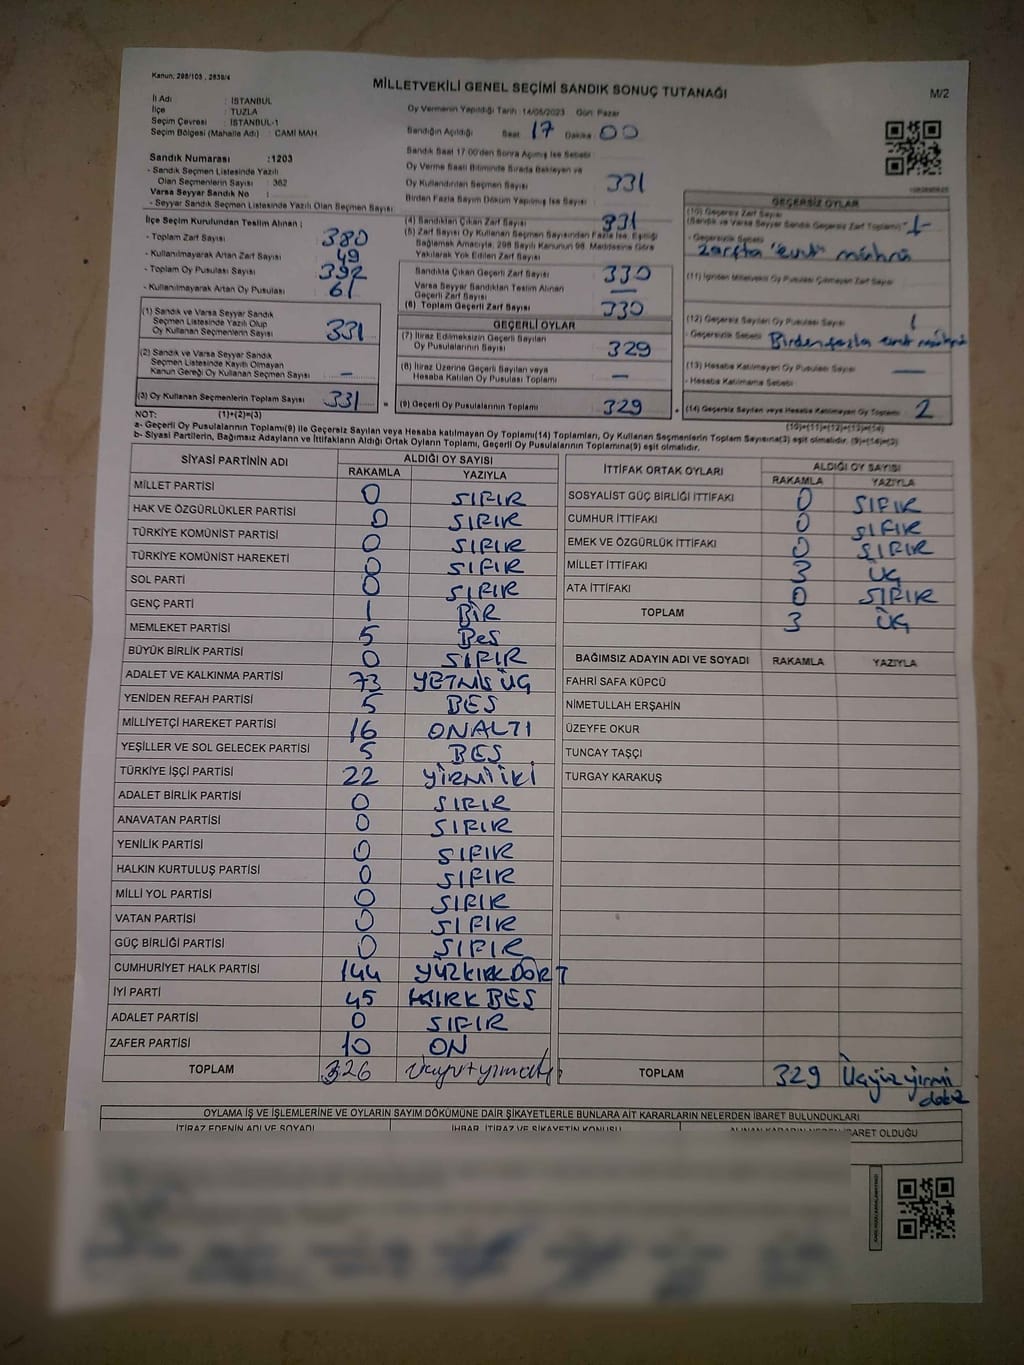 Kanun; 298/105 , 2839/4
MİLLETVEKİLİ GENEL SEÇİMİ SANDIK SONUÇ TUTANAĞI
M/2
İl Adı : İSTANBUL
İlçe : TUZLA
Seçim Çevresi : İSTANBUL-1
Seçim Bölgesi (Mahalle Adı) : CAMİ MAH.
Oy Vermenin Yapıldığı Tarih: 14/05/2023 Gün: Pazar
Sandığın Açıldığı Saat 17 Dakika 00
Sandık Saat 17:00'den Sonra Açılmış İse Sebebi :
Oy Verme Saati Bitiminde Sırada Bekleyen ve
Oy Kullandırılan Seçmen Sayısı 331
Birden Fazla Sayım Döküm Yapılmış İse Sayısı :
Sandık Numarası : 1203
- Sandık Seçmen Listesinde Yazılı
Olan Seçmenlerin Sayısı : 382
Varsa Seyyar Sandık No :
- Seyyar Sandık Seçmen Listesinde Yazılı Olan Seçmen Sayısı
İlçe Seçim Kurulundan Teslim Alınan ;
- Toplam Zarf Sayısı 380
- Kullanılmayarak Artan Zarf Sayısı 49
- Toplam Oy Pusulası Sayısı 392
- Kullanılmayarak Artan Oy Pusulası 61
(1) Sandık ve Varsa Seyyar Sandık
Seçmen Listesinde Yazılı Olup
Oy Kullanan Seçmenlerin Sayısı 331
(2) Sandık ve Varsa Seyyar Sandık
Seçmen Listesinde Kayıtlı Olmayan
Kanun Gereği Oy Kullanan Seçmen Sayısı –
(3) Oy Kullanan Seçmenlerin Toplam Sayısı 331 =
(4) Sandıktan Çıkan Zarf Sayısı 331
(5) Zarf Sayısı Oy Kullanan Seçmen Sayısından Fazla İse, Eşitliği
Sağlamak Amacıyla, 298 Sayılı Kanunun 98. Maddesine Göre
Yakılarak Yok Edilen Zarf Sayısı
Sandıkta Çıkan Geçerli Zarf Sayısı 330
Varsa Seyyar Sandıktan Teslim Alınan
Geçerli Zarf Sayısı –
(6) Toplam Geçerli Zarf Sayısı 330
GEÇERLİ OYLAR
(7) İtiraz Edilmeksizin Geçerli Sayılan
Oy Pusulalarının Sayısı 329
(8) İtiraz Üzerine Geçerli Sayılan veya
Hesaba Katılan Oy Pusulası Toplamı –
(9) Geçerli Oy Pusulalarının Toplamı 329 +
GEÇERSİZ OYLAR
(10) Geçersiz Zarf Sayısı
(Sandık ve Varsa Seyyar Sandık Geçersiz Zarf Toplamı) 1
- Geçersizlik Sebebi
zarfta "evet" mührü
(11) İçinden Milletvekili Oy Pusulası Çıkmayan Zarf Sayısı
(12) Geçersiz Sayılan Oy Pusulası Sayısı 1
- Geçersizlik Sebebi Birden fazla evet mührü
(13) Hesaba Katılmayan Oy Pusulası Sayısı –
- Hesaba Katılmama Sebebi
(14) Geçersiz Sayılan veya Hesaba Katılmayan Oy Toplamı 2
NOT: (1)+(2)=(3) (10)+(11)+(12)+(13)=(14)
a- Geçerli Oy Pusulalarının Toplamı(9) ile Geçersiz Sayılan veya Hesaba katılmayan Oy Toplamı(14) Toplamları, Oy Kullanan Seçmenlerin Toplam Sayısına(3) eşit olmalıdır. (9)+(14)=(3)
b- Siyasi Partilerin, Bağımsız Adayların ve İttifakların Aldığı Ortak Oyların Toplamı, Geçerli Oy Pusulalarının Toplamına(9) eşit olmalıdır.
SİYASİ PARTİNİN ADI ALDIĞI OY SAYISI
RAKAMLA YAZIYLA
MİLLET PARTİSİ 0 SIFIR
HAK VE ÖZGÜRLÜKLER PARTİSİ 0 SIFIR
TÜRKİYE KOMÜNİST PARTİSİ 0 SIFIR
TÜRKİYE KOMÜNİST HAREKETİ 0 SIFIR
SOL PARTİ 0 SIFIR
GENÇ PARTİ 1 BİR
MEMLEKET PARTİSİ 5 BEŞ
BÜYÜK BİRLİK PARTİSİ 0 SIFIR
ADALET VE KALKINMA PARTİSİ 73 YETMİŞ ÜÇ
YENİDEN REFAH PARTİSİ 5 BEŞ
MİLLİYETÇİ HAREKET PARTİSİ 16 ONALTI
YEŞİLLER VE SOL GELECEK PARTİSİ 5 BEŞ
TÜRKİYE İŞÇİ PARTİSİ 22 YİRMİ İKİ
ADALET BİRLİK PARTİSİ 0 SIFIR
ANAVATAN PARTİSİ 0 SIFIR
YENİLİK PARTİSİ 0 SIFIR
HALKIN KURTULUŞ PARTİSİ 0 SIFIR
MİLLİ YOL PARTİSİ 0 SIFIR
VATAN PARTİSİ 0 SIFIR
GÜÇ BİRLİĞİ PARTİSİ 0 SIFIR
CUMHURİYET HALK PARTİSİ 144 YÜZKIRKDÖRT
İYİ PARTİ 45 KIRK BEŞ
ADALET PARTİSİ 0 SIFIR
ZAFER PARTİSİ 10 ON
TOPLAM 326
İTTİFAK ORTAK OYLARI ALDIĞI OY SAYISI
RAKAMLA YAZIYLA
SOSYALİST GÜÇ BİRLİĞİ İTTİFAKI 0 SIFIR
CUMHUR İTTİFAKI 0 SIFIR
EMEK VE ÖZGÜRLÜK İTTİFAKI 0 SIFIR
MİLLET İTTİFAKI 3 ÜÇ
ATA İTTİFAKI 0 SIFIR
TOPLAM 3 ÜÇ
BAĞIMSIZ ADAYIN ADI VE SOYADI RAKAMLA YAZIYLA
FAHRİ SAFA KÜPCÜ
NİMETULLAH ERŞAHİN
ÜZEYFE OKUR
TUNCAY TAŞÇI
TURGAY KARAKUŞ
TOPLAM 329 Üçyüz yirmi
dokuz
OYLAMA İŞ VE İŞLEMLERİNE VE OYLARIN SAYIM DÖKÜMÜNE DAİR ŞİKAYETLERLE BUNLARA AİT KARARLARIN NELERDEN İBARET BULUNDUKLARI
İTİRAZ EDENİN ADI VE SOYADI İHBAR, İTİRAZ VE ŞİKAYETİN KONUSU ALINAN KARARIN NEDEN İBARET OLDUĞU